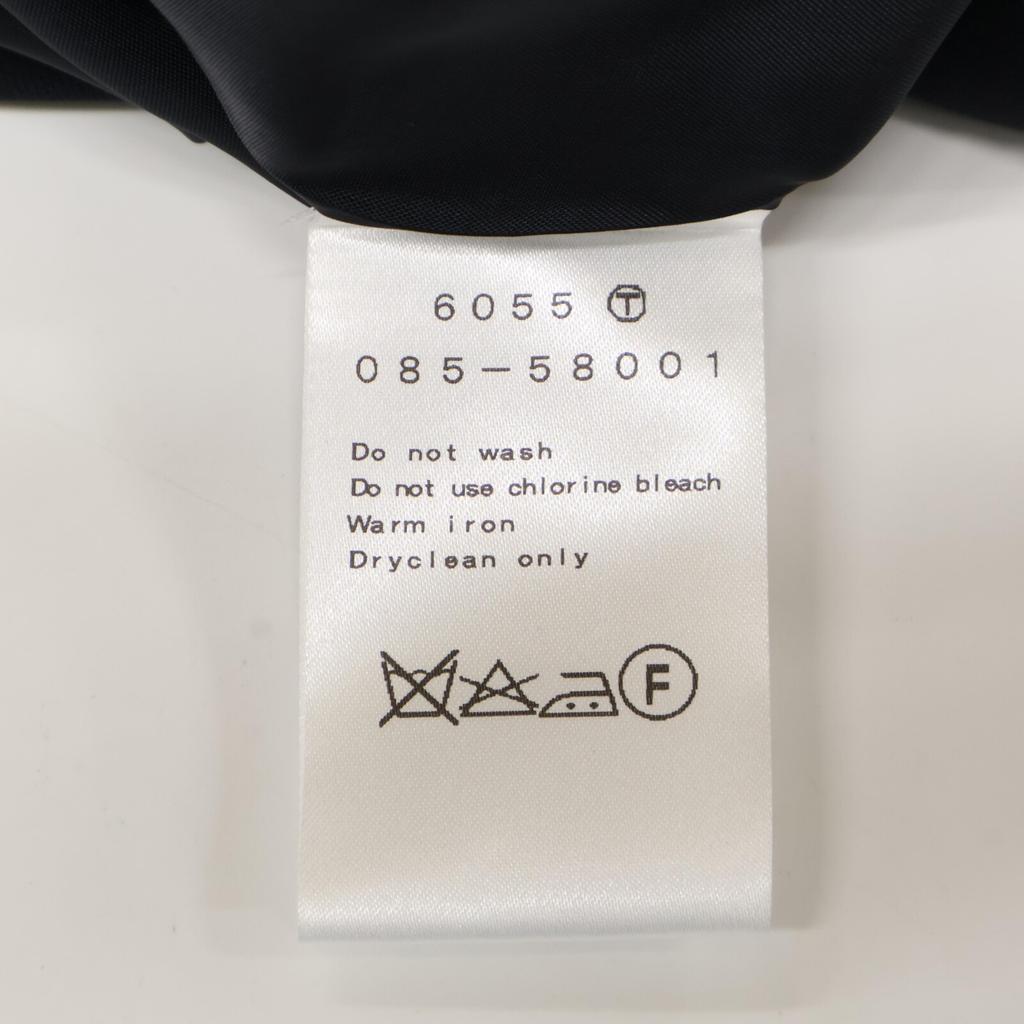 6055 Ⓣ
085-58001
Do not wash
Do not use chlorine bleach
Warm iron
Dryclean only
F